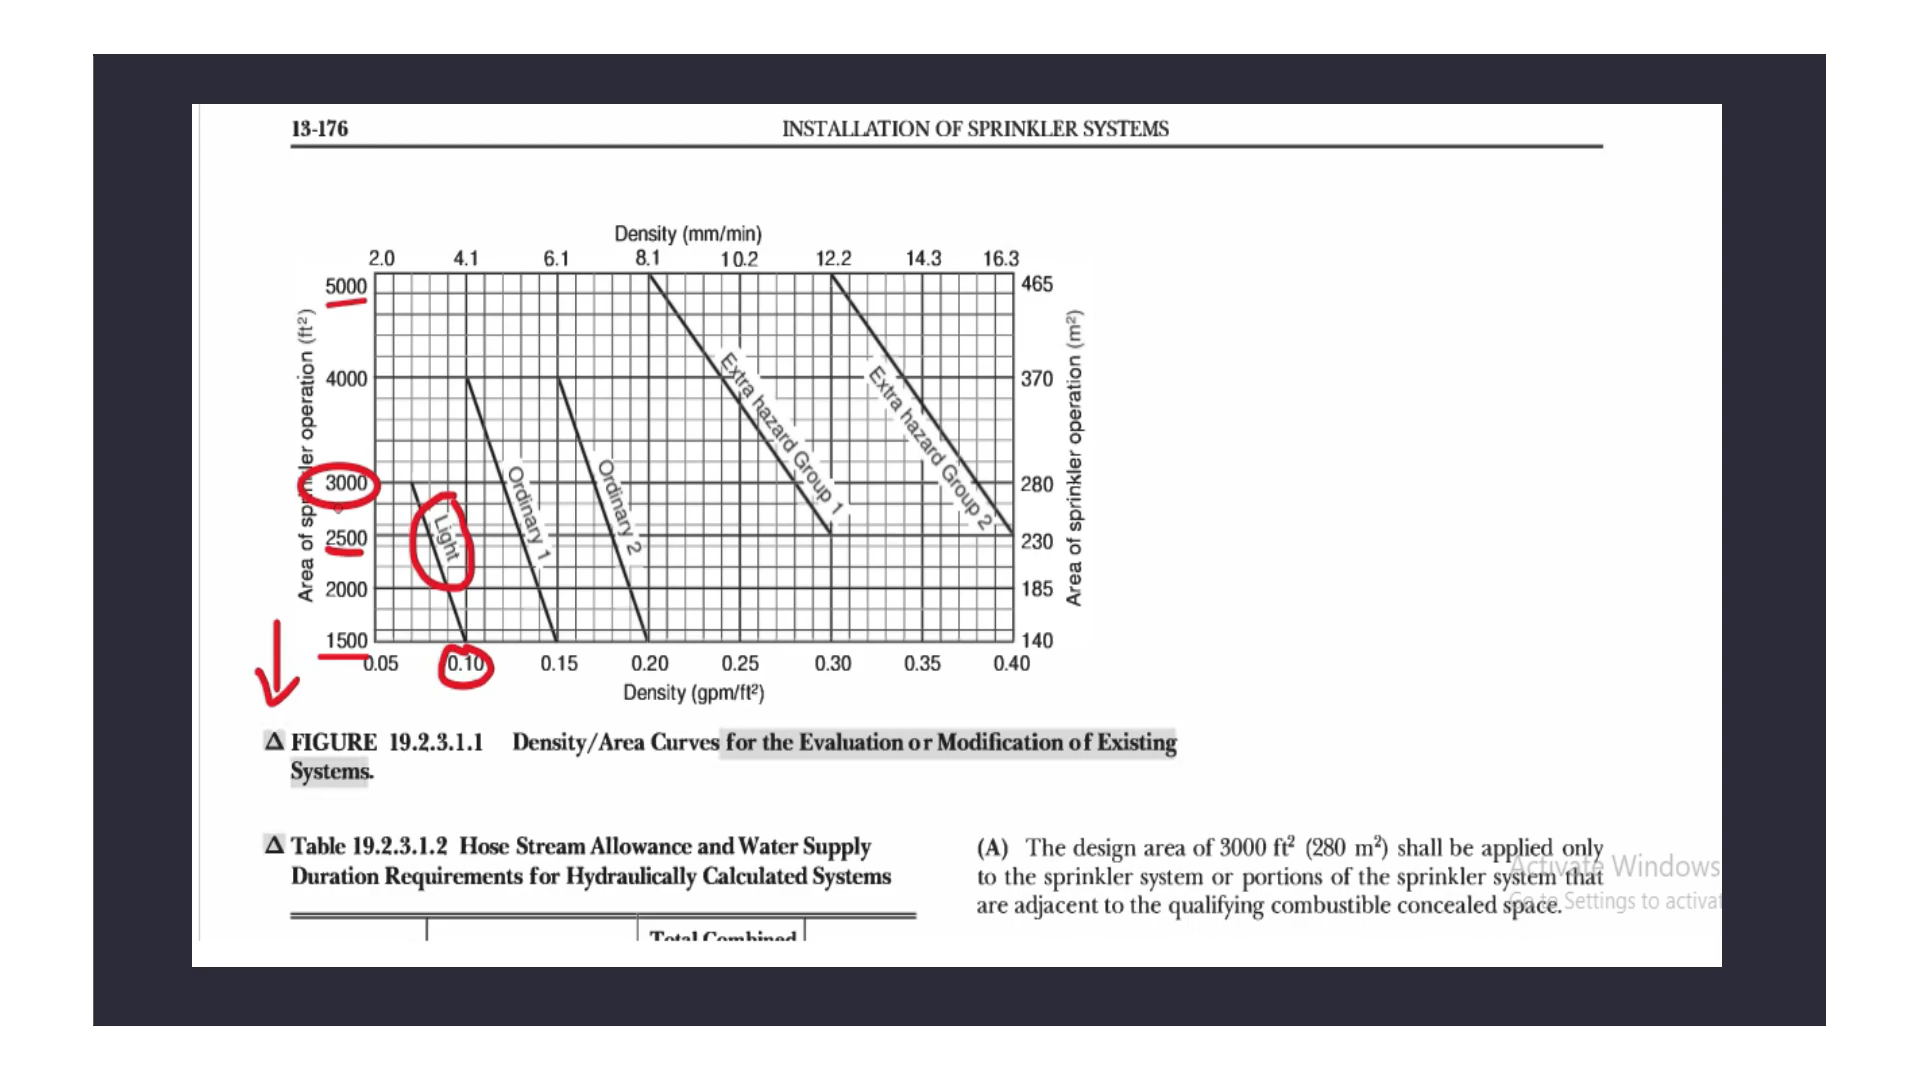 13-176 INSTALLATION OF SPRINKLER SYSTEMS
Density (mm/min)
2.0 4.1 6.1 8.1 10.2 12.2 14.3 16.3
5000 465
4000 370
3000 280
2500 230
2000 185
1500 140
Area of sprinkler operation (ft²)
Area of sprinkler operation (m²)
Light
Ordinary 1
Ordinary 2
Extra hazard Group 1
Extra hazard Group 2
0.05 0.10 0.15 0.20 0.25 0.30 0.35 0.40
Density (gpm/ft²)
Δ FIGURE 19.2.3.1.1 Density/Area Curves for the Evaluation or Modification of Existing
Systems.
Δ Table 19.2.3.1.2 Hose Stream Allowance and Water Supply
Duration Requirements for Hydraulically Calculated Systems
Total Combined
(A) The design area of 3000 ft² (280 m²) shall be applied only
to the sprinkler system or portions of the sprinkler system that
are adjacent to the qualifying combustible concealed space.
Activate Windows
Go to Settings to activat